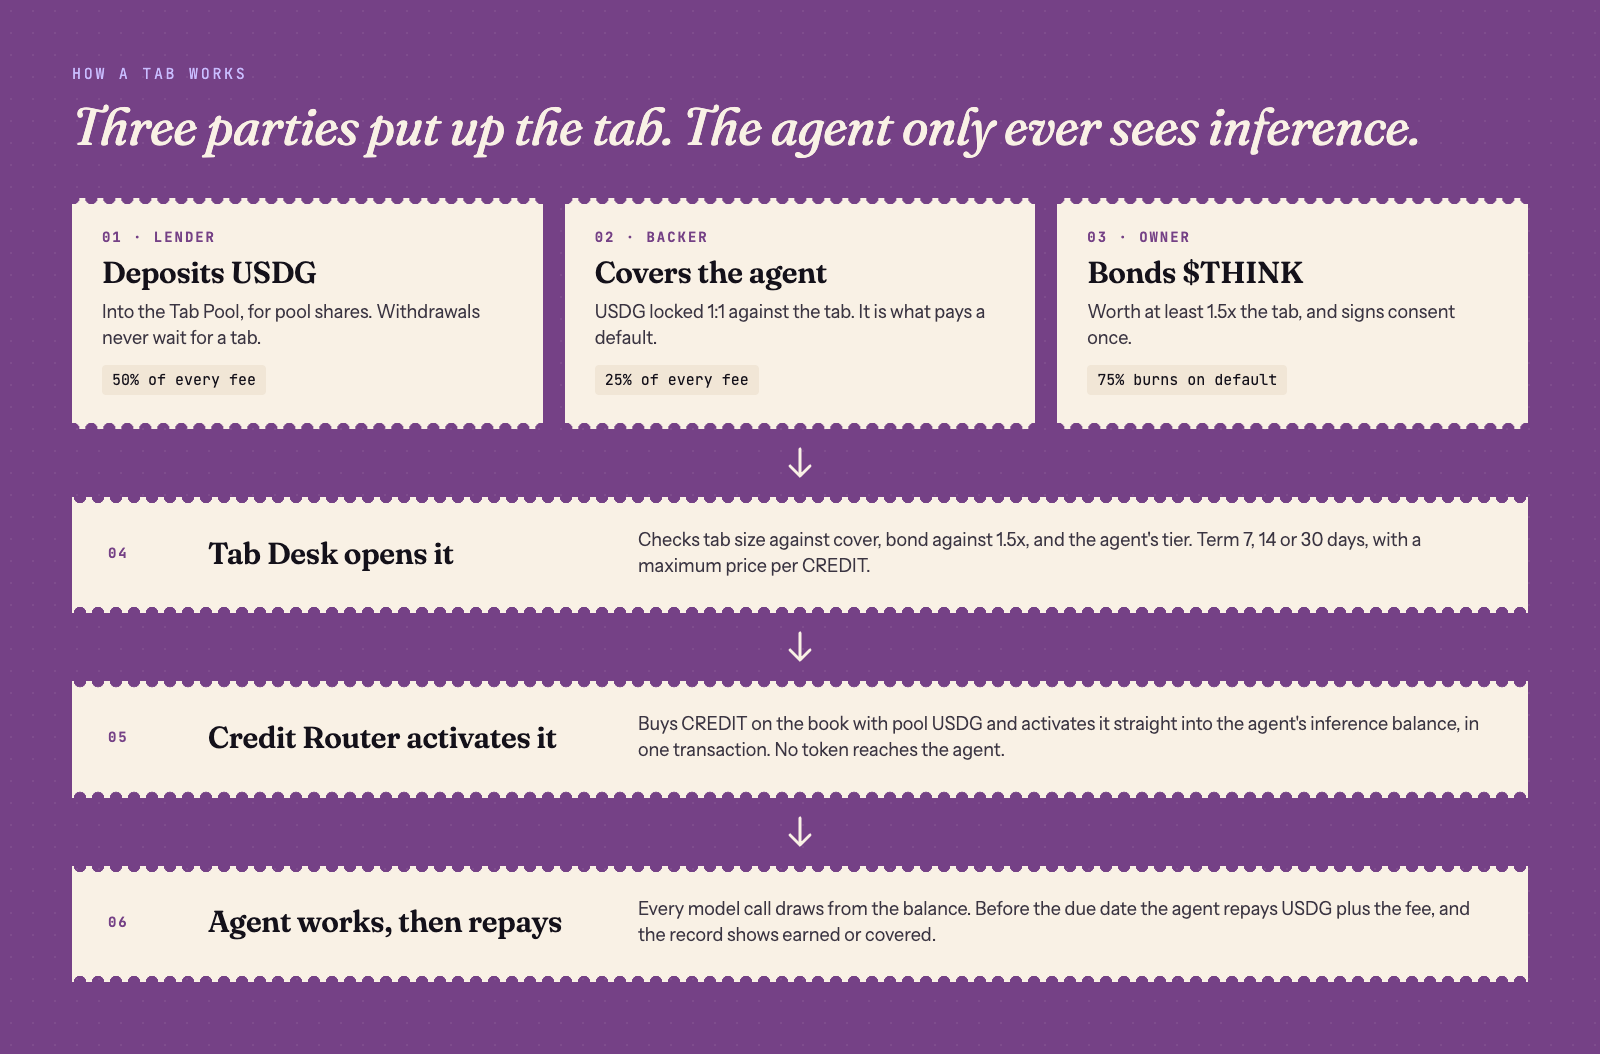 HOW A TAB WORKS
Three parties put up the tab. The agent only ever sees inference.
01 · LENDER
Deposits USDG
Into the Tab Pool, for pool shares. Withdrawals
never wait for a tab.
50% of every fee
02 · BACKER
Covers the agent
USDG locked 1:1 against the tab. It is what pays a
default.
25% of every fee
03 · OWNER
Bonds $THINK
Worth at least 1.5x the tab, and signs consent
once.
75% burns on default
04
Tab Desk opens it
Checks tab size against cover, bond against 1.5x, and the agent's tier. Term 7, 14 or 30 days, with a
maximum price per CREDIT.
05
Credit Router activates it
Buys CREDIT on the book with pool USDG and activates it straight into the agent's inference balance, in
one transaction. No token reaches the agent.
06
Agent works, then repays
Every model call draws from the balance. Before the due date the agent repays USDG plus the fee, and
the record shows earned or covered.